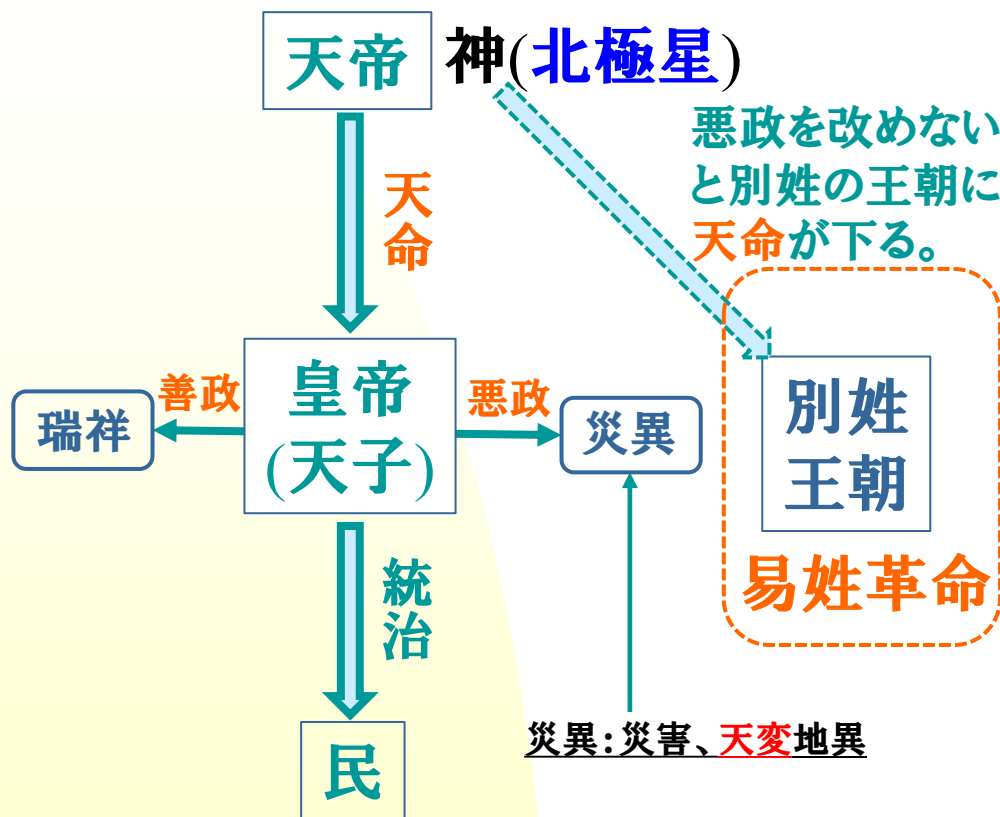 天帝 神(北極星)
悪政を改めない
と別姓の王朝に
天命が下る。
天命
瑞祥
善政
皇帝
(天子)
悪政
災異
別姓
王朝
易姓革命
統治
災異:災害、天変地異
民